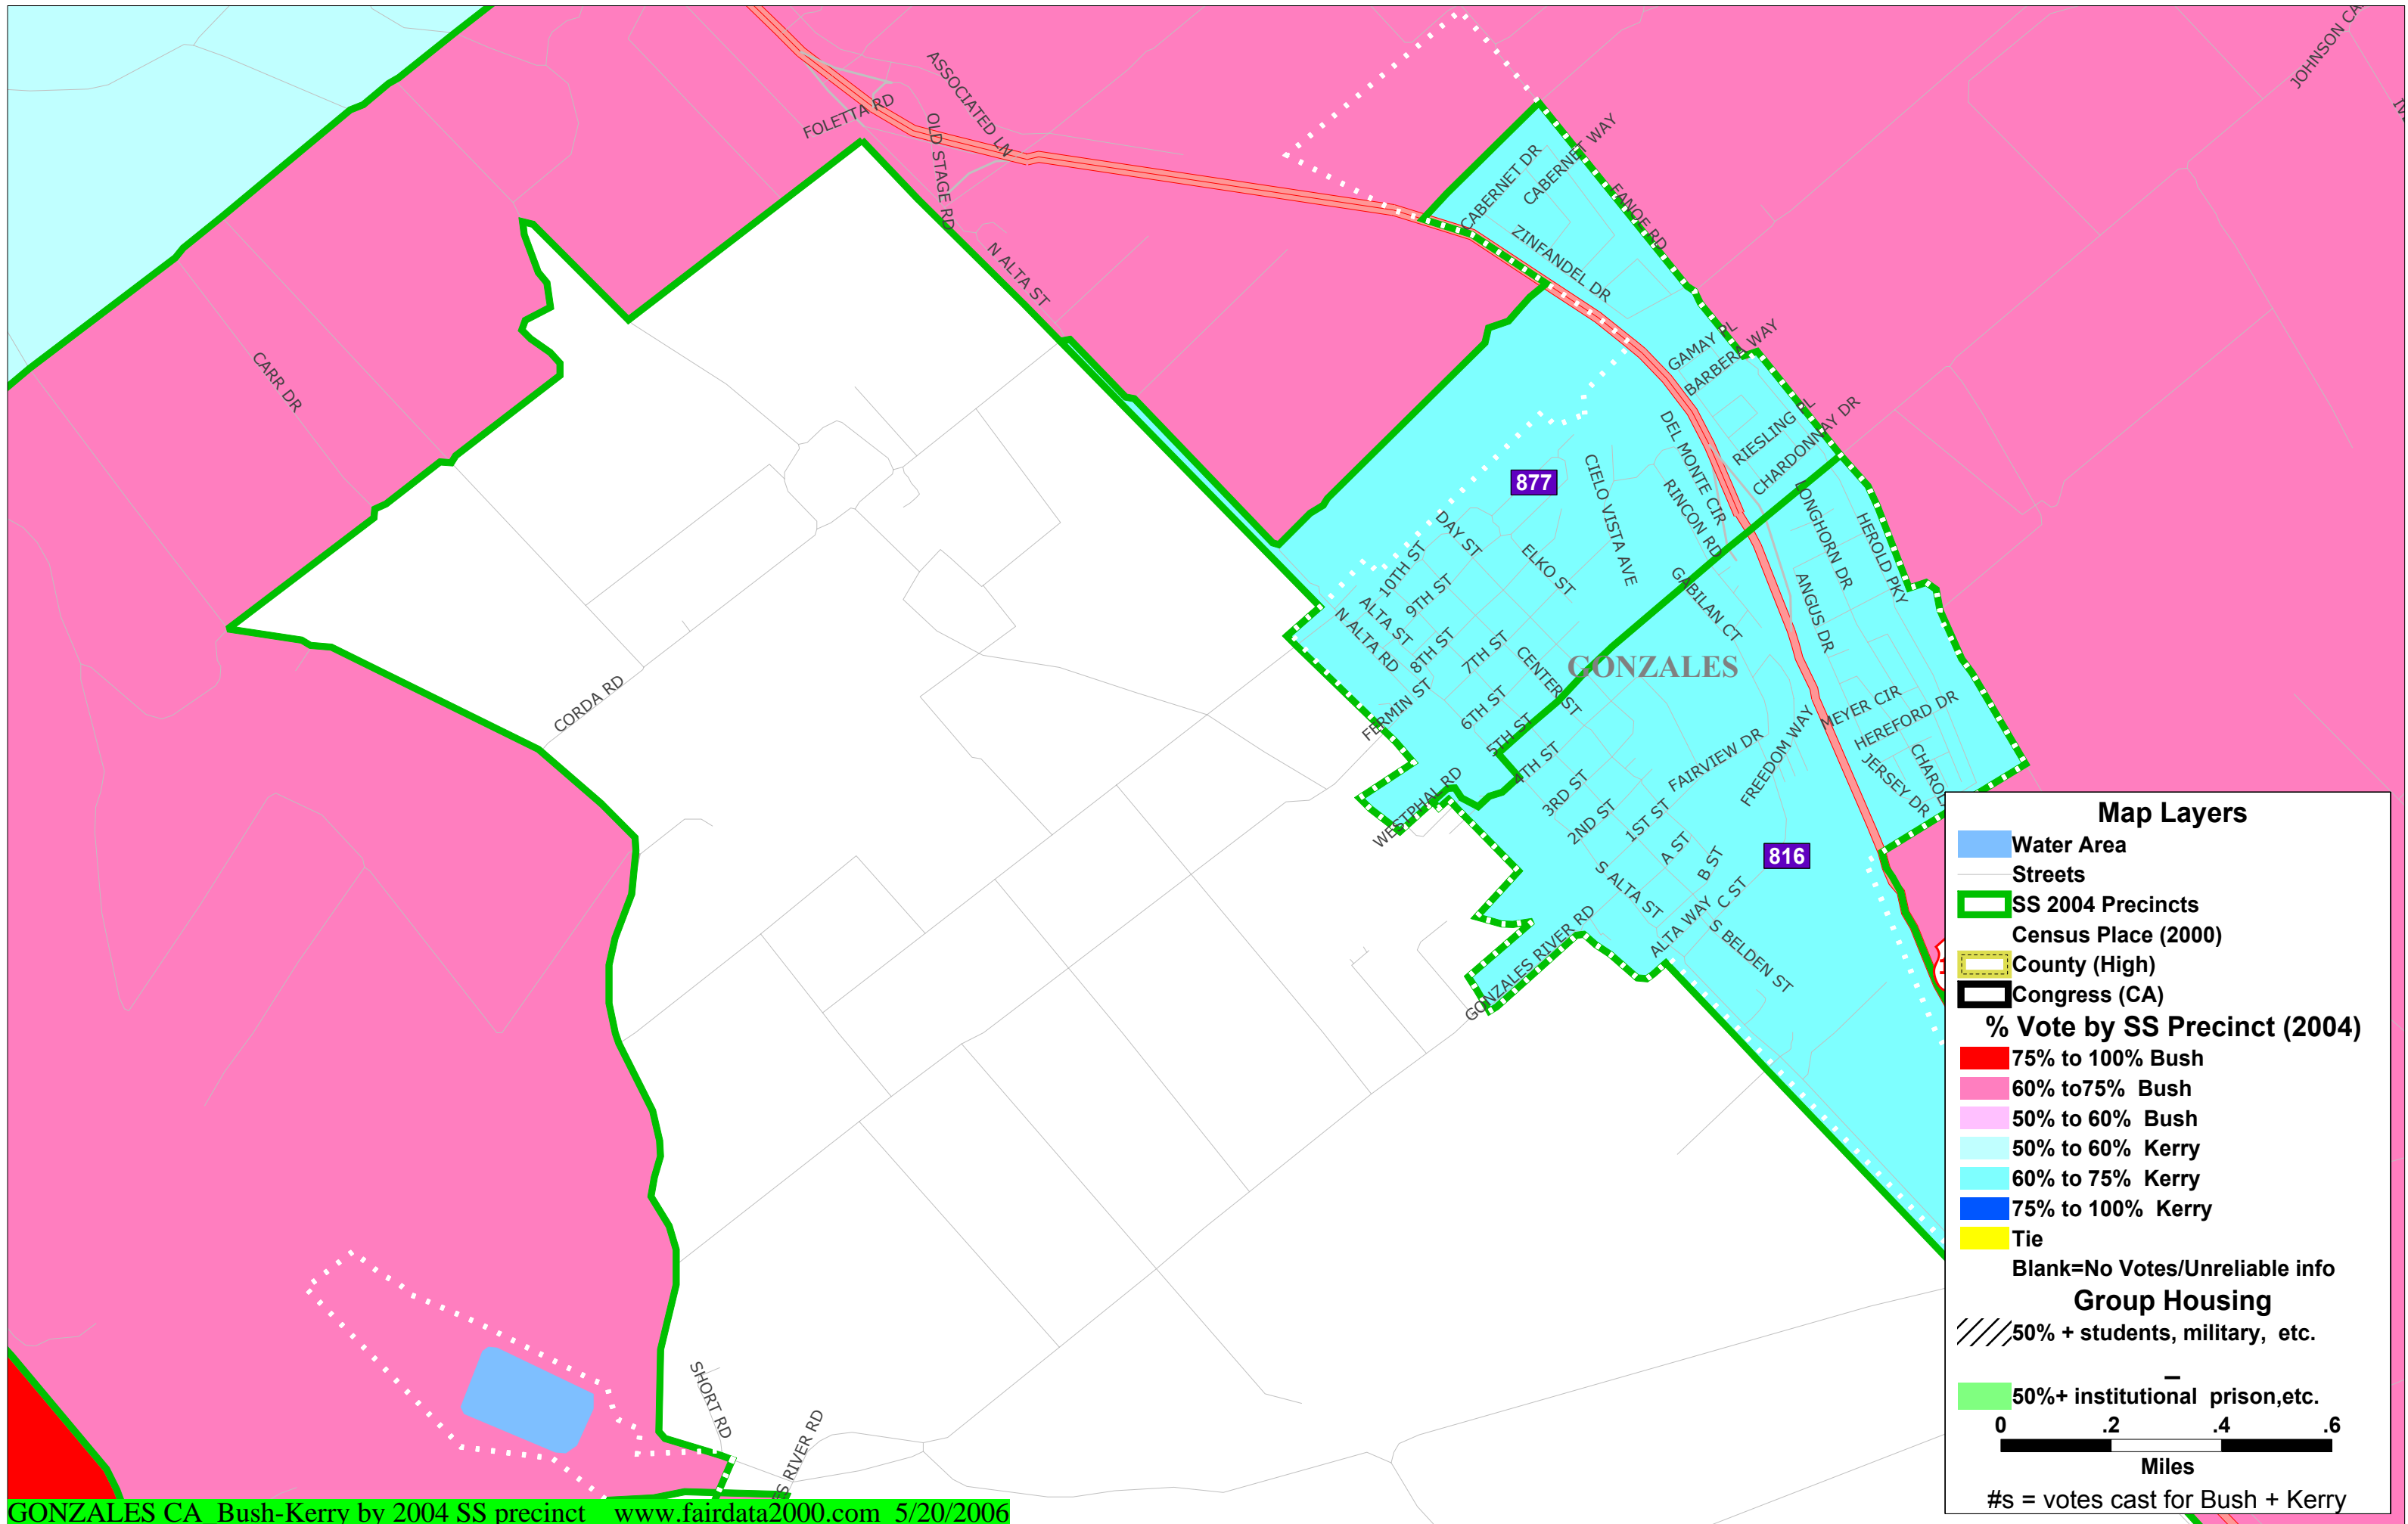 JOHNSON CA
ASSOCIATED LN
FOLETTA RD
OLD STAGE RD
N ALTA ST
CABERNET DR
CABERNET WAY
FANOE RD
ZINFANDEL DR
GAMAY PL
BARBERA WAY
RIESLING PL
CHARDONNAY DR
CARR DR
877
DEL MONTE CIR
CIELO VISTA AVE
RINCON RD
LONGHORN DR
HEROLD PKY
DAY ST
10TH ST
ELKO ST
9TH ST
ALTA ST
N ALTA RD
8TH ST
7TH ST
GABILAN CT
ANGUS DR
CENTER ST
GONZALES
FERMIN ST
6TH ST
5TH ST
4TH ST
CORDA RD
MEYER CIR
HEREFORD DR
FAIRVIEW DR
FREEDOM WAY
JERSEY DR
CHAROL
WESTPHAL RD
3RD ST
2ND ST
1ST ST
A ST
B ST
C ST
816
S ALTA ST
ALTA WAY
S BELDEN ST
GONZALES RIVER RD
SHORT RD
ES RIVER RD
Map Layers
Water Area
Streets
SS 2004 Precincts
Census Place (2000)
County (High)
Congress (CA)
% Vote by SS Precinct (2004)
75% to 100% Bush
60% to75% Bush
50% to 60% Bush
50% to 60% Kerry
60% to 75% Kerry
75% to 100% Kerry
Tie
Blank=No Votes/Unreliable info
Group Housing
50% + students, military, etc.
50%+ institutional prison,etc.
0 .2 .4 .6
Miles
#s = votes cast for Bush + Kerry
GONZALES CA Bush-Kerry by 2004 SS precinct www.fairdata2000.com 5/20/2006